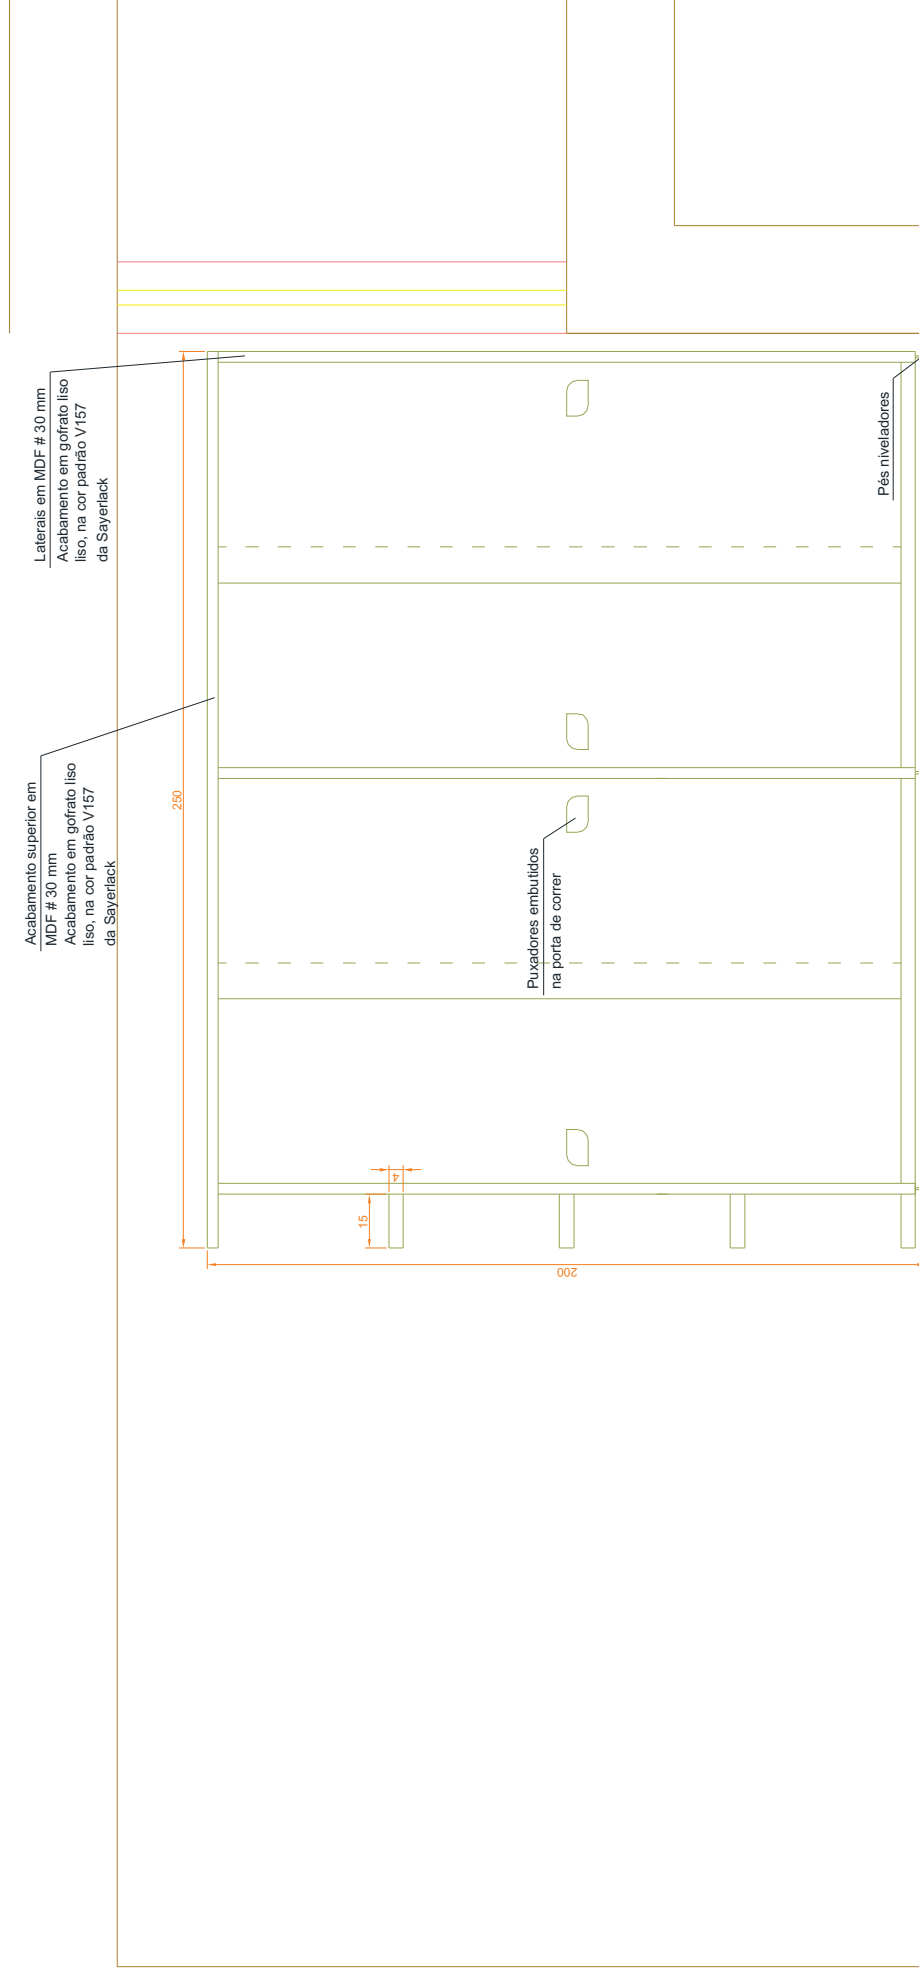 Acabamento superior em
MDF # 30 mm
Acabamento em gofrato liso
liso, na cor padrão V157
da Sayerlack
Laterais em MDF # 30 mm
Acabamento em gofrato liso
liso, na cor padrão V157
da Sayerlack
250
15
4
200
Puxadores embutidos
na porta de correr
Pés niveladores